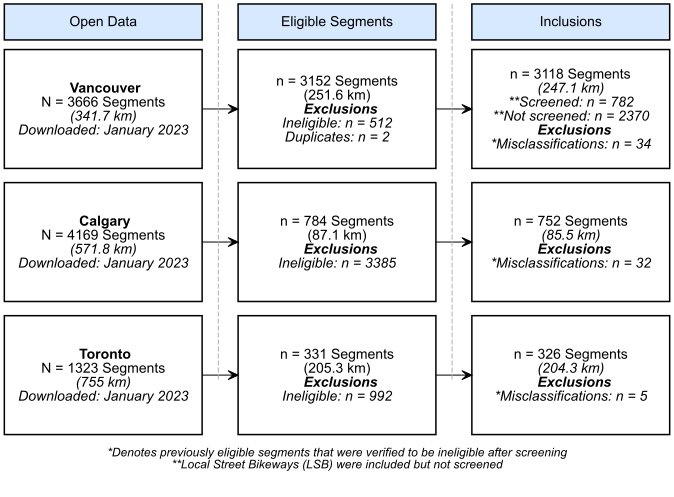 Open Data
Eligible Segments
Inclusions
Vancouver
N = 3666 Segments
(341.7 km)
Downloaded: January 2023
n = 3152 Segments
(251.6 km)
Exclusions
Ineligible: n = 512
Duplicates: n = 2
n = 3118 Segments
(247.1 km)
**Screened: n = 782
**Not screened: n = 2370
Exclusions
*Misclassifications: n = 34
Calgary
N = 4169 Segments
(571.8 km)
Downloaded: January 2023
n = 784 Segments
(87.1 km)
Exclusions
Ineligible: n = 3385
n = 752 Segments
(85.5 km)
Exclusions
*Misclassifications: n = 32
Toronto
N = 1323 Segments
(755 km)
Downloaded: January 2023
n = 331 Segments
(205.3 km)
Exclusions
Ineligible: n = 992
n = 326 Segments
(204.3 km)
Exclusions
*Misclassifications: n = 5
*Denotes previously eligible segments that were verified to be ineligible after screening
**Local Street Bikeways (LSB) were included but not screened